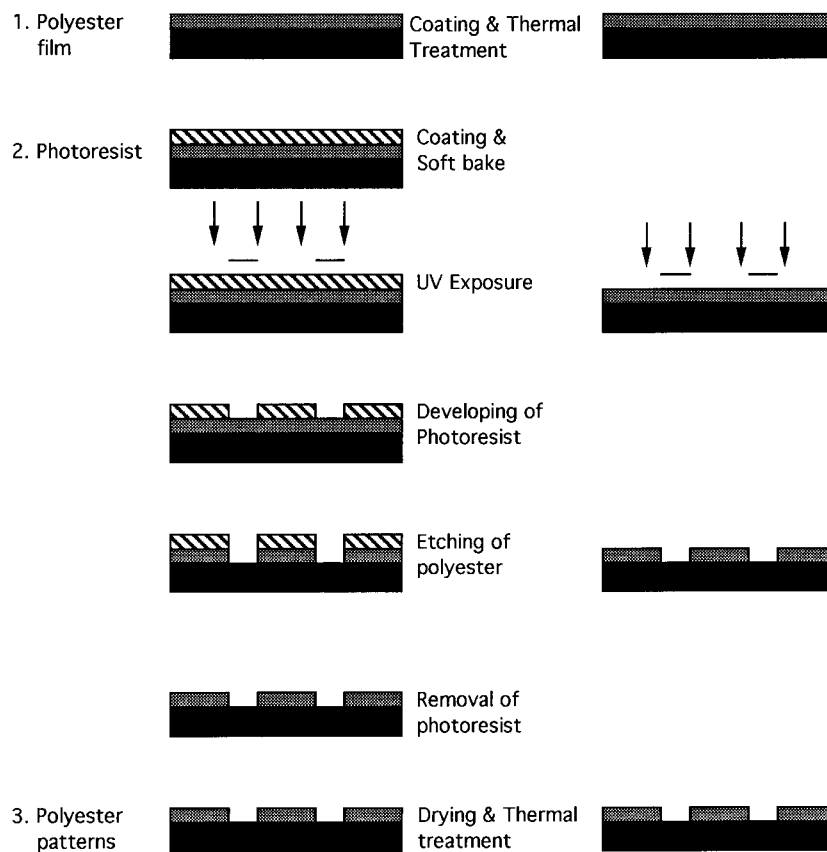 1. Polyester
film
Coating & Thermal
Treatment
2. Photoresist
Coating &
Soft bake
UV Exposure
Developing of
Photoresist
Etching of
polyester
Removal of
photoresist
3. Polyester
patterns
Drying & Thermal
treatment